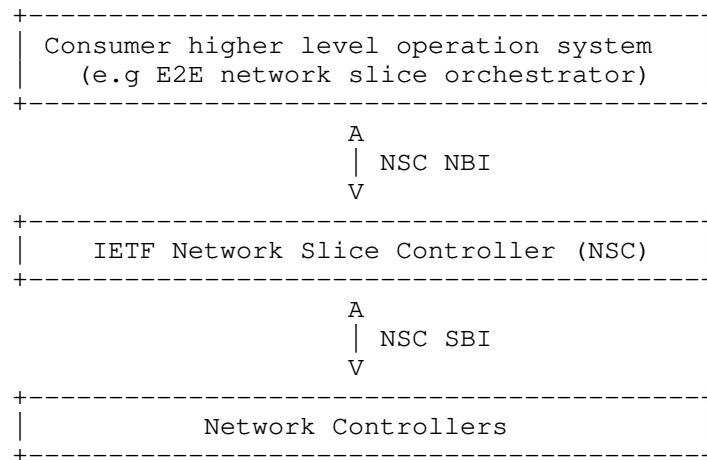 Consumer higher level operation system
(e.g E2E network slice orchestrator)
A
| NSC NBI
V
IETF Network Slice Controller (NSC)
A
| NSC SBI
V
Network Controllers